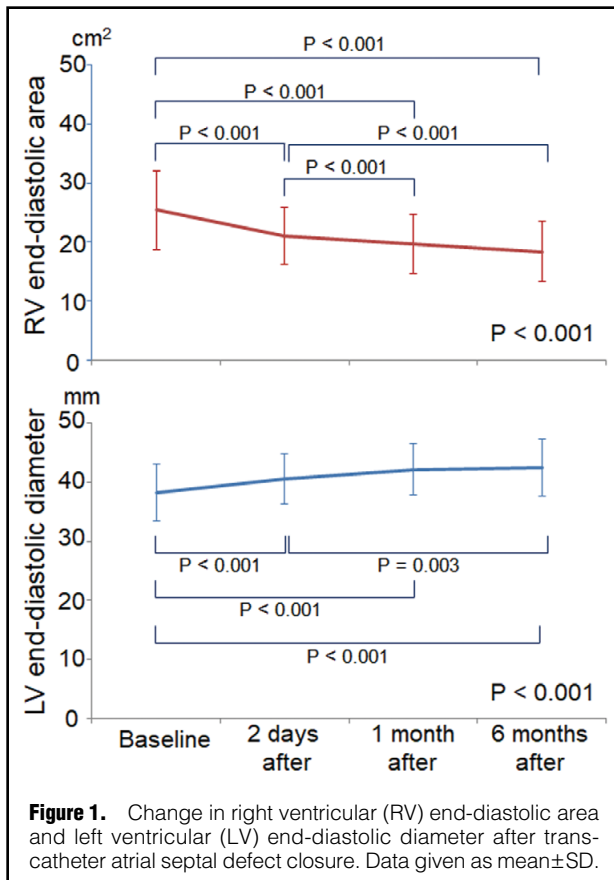 cm²
P < 0.001
50
P < 0.001
40
P < 0.001
P < 0.001
P < 0.001
30
20
10
P < 0.001
0
RV end-diastolic area
mm
50
40
30
P < 0.001
P = 0.003
20
P < 0.001
10
P < 0.001
P < 0.001
0
LV end-diastolic diameter
Baseline
2 days
after
1 month
after
6 months
after
Figure 1. Change in right ventricular (RV) end-diastolic area
and left ventricular (LV) end-diastolic diameter after trans-
catheter atrial septal defect closure. Data given as mean±SD.